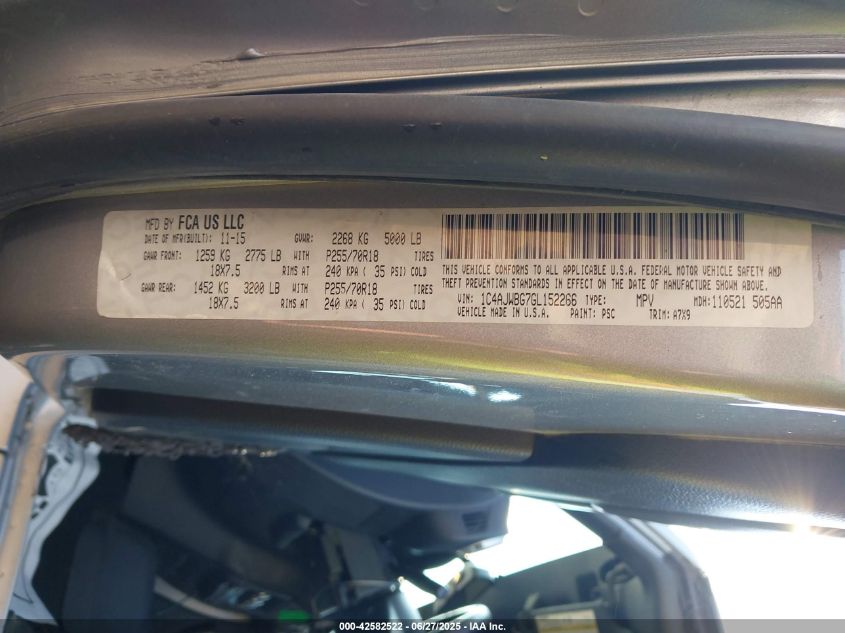 MFD BY FCA US LLC
DATE OF MFR(BUILT): 11-15 GVWR: 2268 KG 5000 LB
GAWR FRONT: 1259 KG 2775 LB WITH P255/70R18 TIRES
18X7.5 RIMS AT 240 KPA ( 35 PSI) COLD
GAWR REAR: 1452 KG 3200 LB WITH P255/70R18 TIRES
18X7.5 RIMS AT 240 KPA ( 35 PSI) COLD
THIS VEHICLE CONFORMS TO ALL APPLICABLE U.S.A. FEDERAL MOTOR VEHICLE SAFETY AND
THEFT PREVENTION STANDARDS IN EFFECT ON THE DATE OF MANUFACTURE SHOWN ABOVE.
VIN: 1C4AJWBG7GL152266 TYPE: MPV MDH: 110521 505AA
VEHICLE MADE IN U.S.A. PAINT: PSC TRIM: A7X9
000-42582522 | 06/27/2025 | IAA Inc.